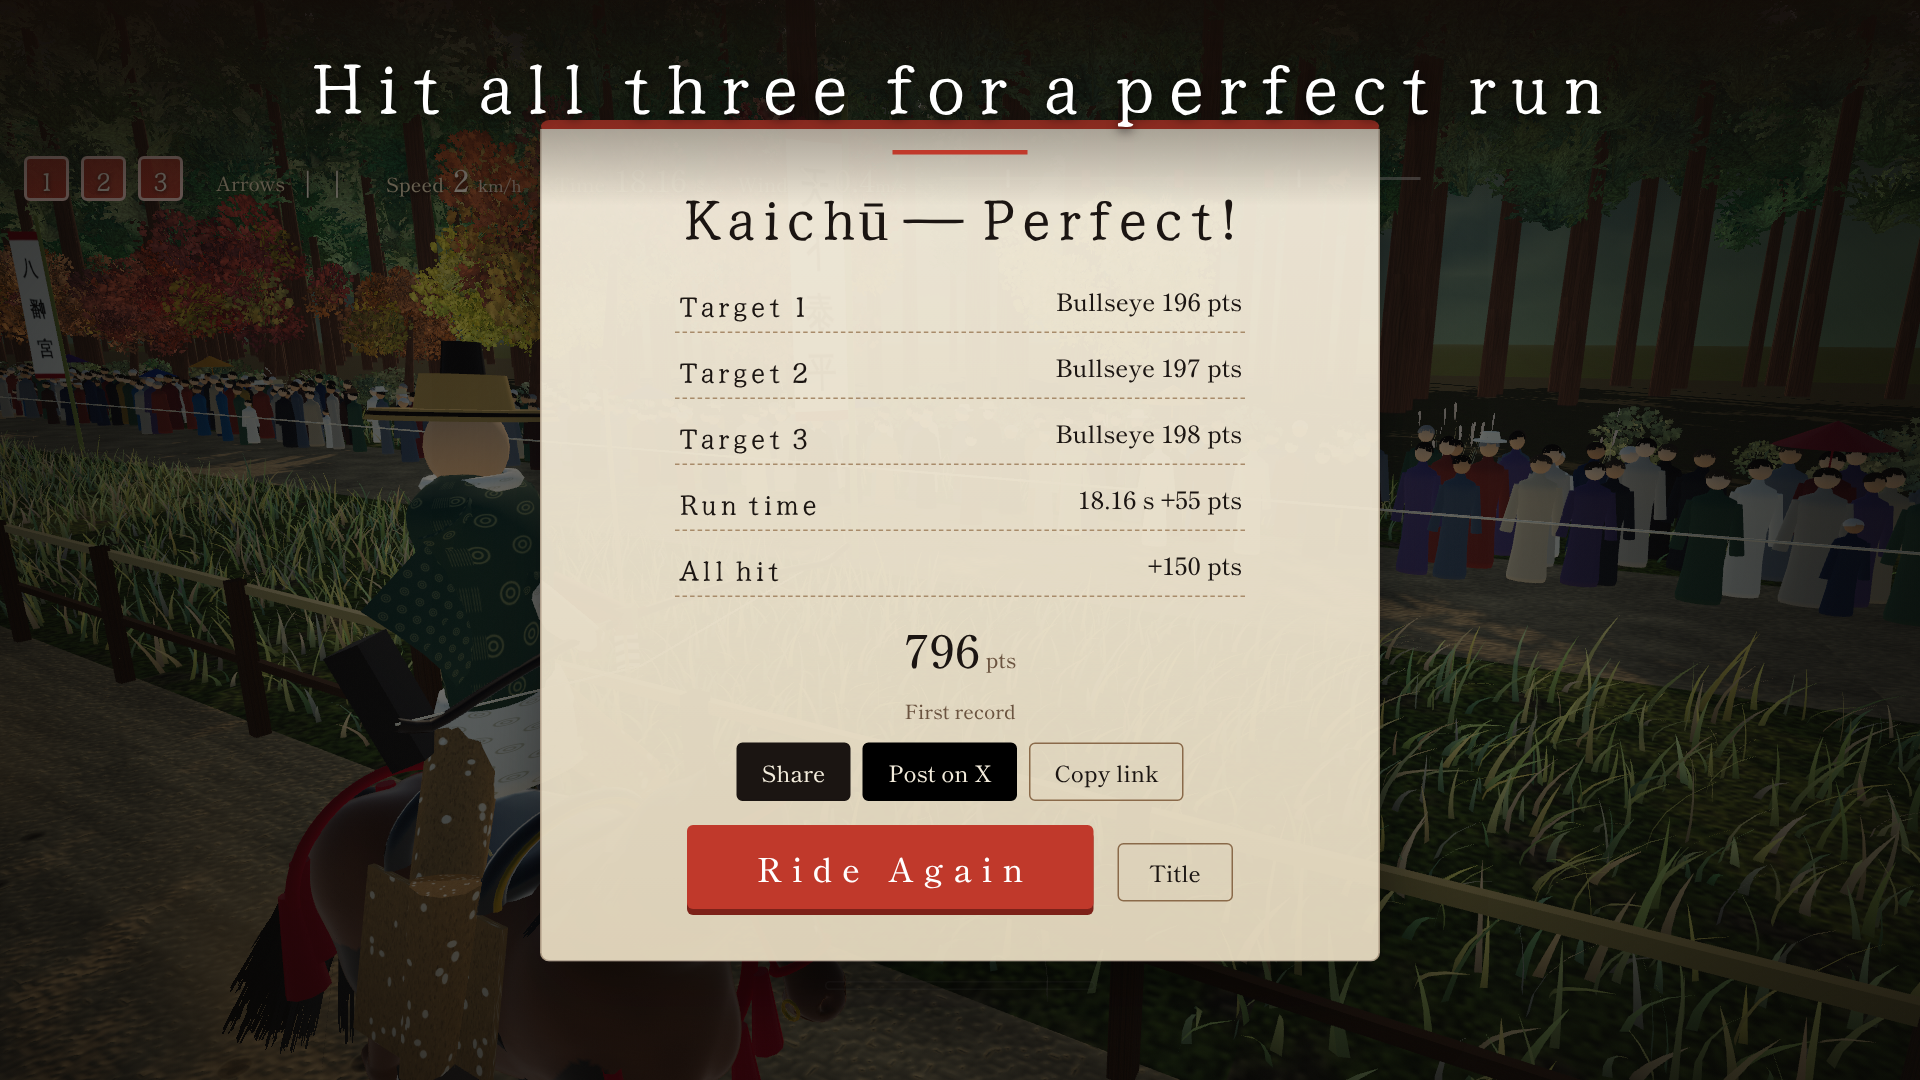 Hit all three for a perfect run
1 2 3 Arrows Speed 2 km/h
八
幡
宮
Kaichū — Perfect!
Target 1 Bullseye 196 pts
Target 2 Bullseye 197 pts
Target 3 Bullseye 198 pts
Run time 18.16 s +55 pts
All hit +150 pts
796 pts
First record
Share Post on X Copy link
Ride Again Title